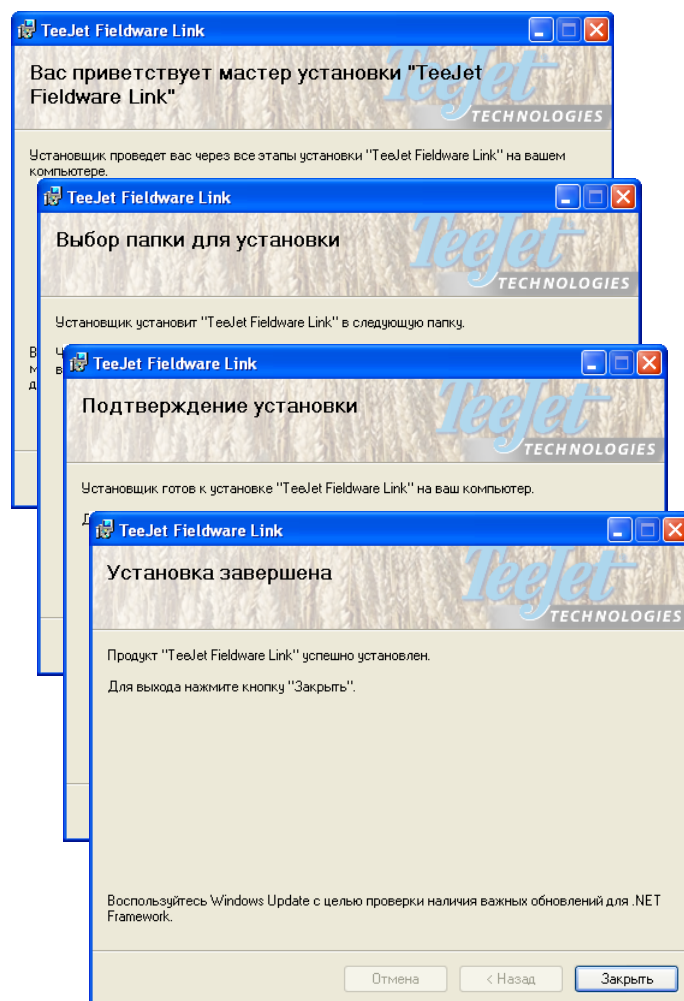 TeeJet Fieldware Link
Вас приветствует мастер установки "TeeJet
Fieldware Link"
TeeJet
TECHNOLOGIES
Установщик проведет вас через все этапы установки "TeeJet Fieldware Link" на вашем
компьютере.
В
м
д
TeeJet Fieldware Link
Выбор папки для установки
TeeJet
TECHNOLOGIES
Установщик установит "TeeJet Fieldware Link" в следующую папку.
Ч
в
TeeJet Fieldware Link
Подтверждение установки
TeeJet
TECHNOLOGIES
Установщик готов к установке "TeeJet Fieldware Link" на ваш компьютер.
TeeJet Fieldware Link
Установка завершена
TeeJet
TECHNOLOGIES
Продукт "TeeJet Fieldware Link" успешно установлен.
Для выхода нажмите кнопку "Закрыть".
Воспользуйтесь Windows Update с целью проверки наличия важных обновлений для .NET
Framework.
Отмена
< Назад
Закрыть